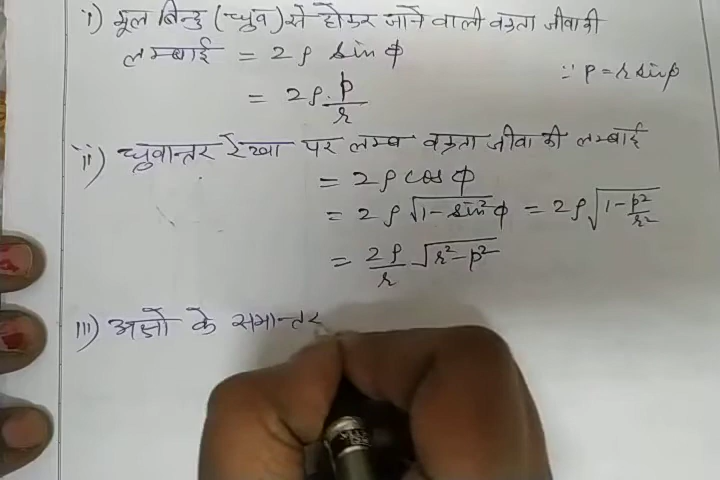 i) मूल बिन्दु (ध्रुव) से होकर जाने वाली वक्रता जीवा की
लम्बाई = 2ρ sin ϕ
∵ p = r sinϕ
= 2ρ. p/r
ii) ध्रुवान्तर रेखा पर लम्ब वक्रता जीवा की लम्बाई
= 2ρ cos ϕ
= 2ρ √(1 - sin²ϕ) = 2ρ √(1 - p²/r²)
= 2ρ/r √(r² - p²)
iii) अक्षों के समान्तर